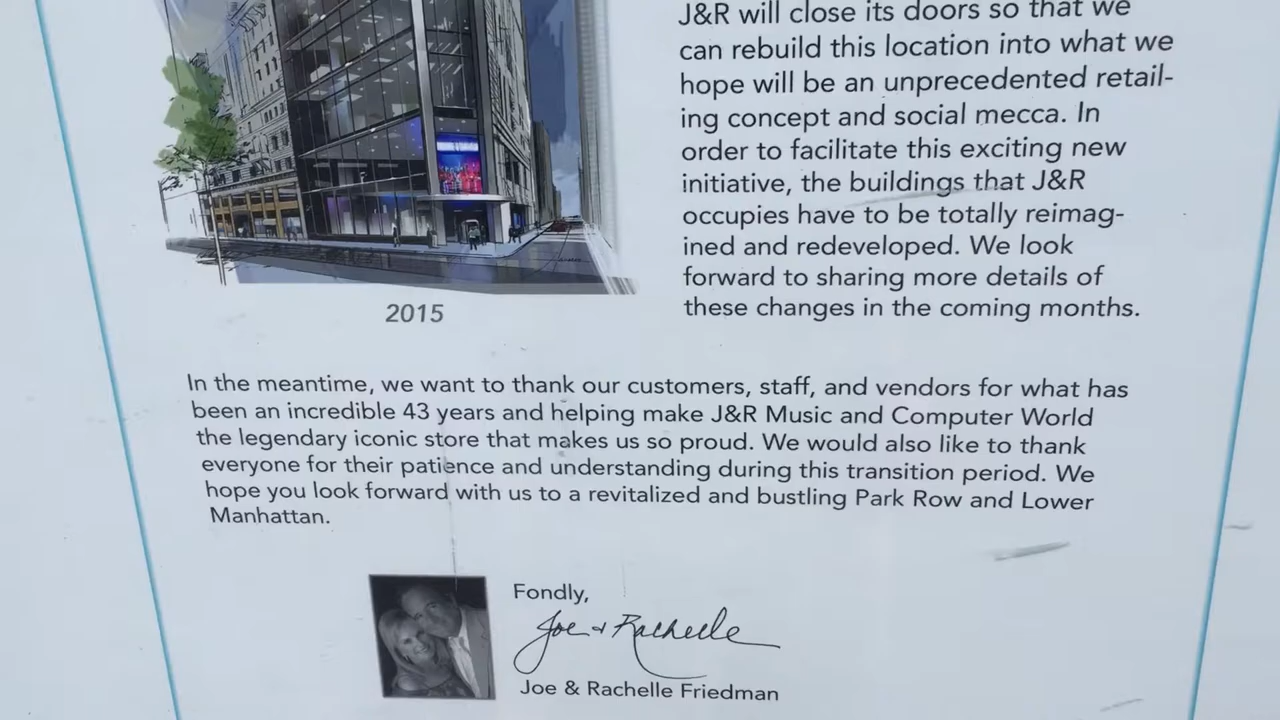 J&R will close its doors so that we
can rebuild this location into what we
hope will be an unprecedented retail-
ing concept and social mecca. In
order to facilitate this exciting new
initiative, the buildings that J&R
occupies have to be totally reimag-
ined and redeveloped. We look
forward to sharing more details of
these changes in the coming months.
2015
In the meantime, we want to thank our customers, staff, and vendors for what has
been an incredible 43 years and helping make J&R Music and Computer World
the legendary iconic store that makes us so proud. We would also like to thank
everyone for their patience and understanding during this transition period. We
hope you look forward with us to a revitalized and bustling Park Row and Lower
Manhattan.
Fondly,
Joe & Rachelle
Joe & Rachelle Friedman